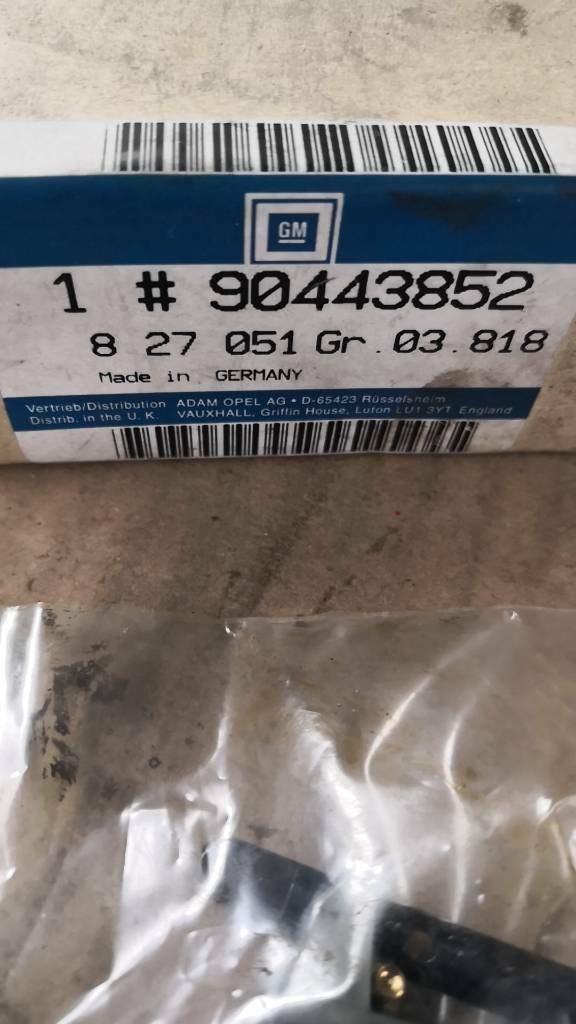 GM
1 # 90443852
8 27 051 Gr.03.818
Made in GERMANY
Vertrieb/Distribution ADAM OPEL AG • D-65423 Rüsselsheim
Distrib. in the U. K. VAUXHALL, Griffin House, Luton LU1 3YT England